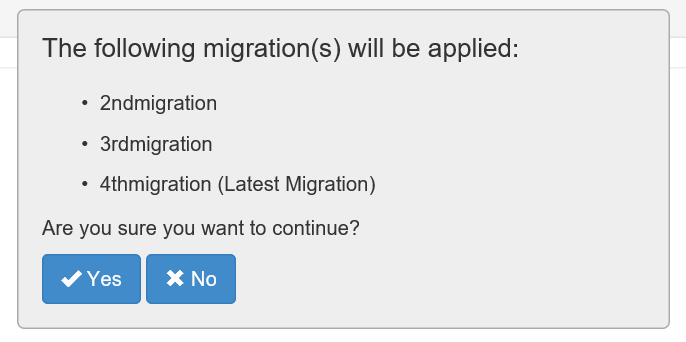 The following migration(s) will be applied:
• 2ndmigration
• 3rdmigration
• 4thmigration (Latest Migration)
Are you sure you want to continue?
Yes No